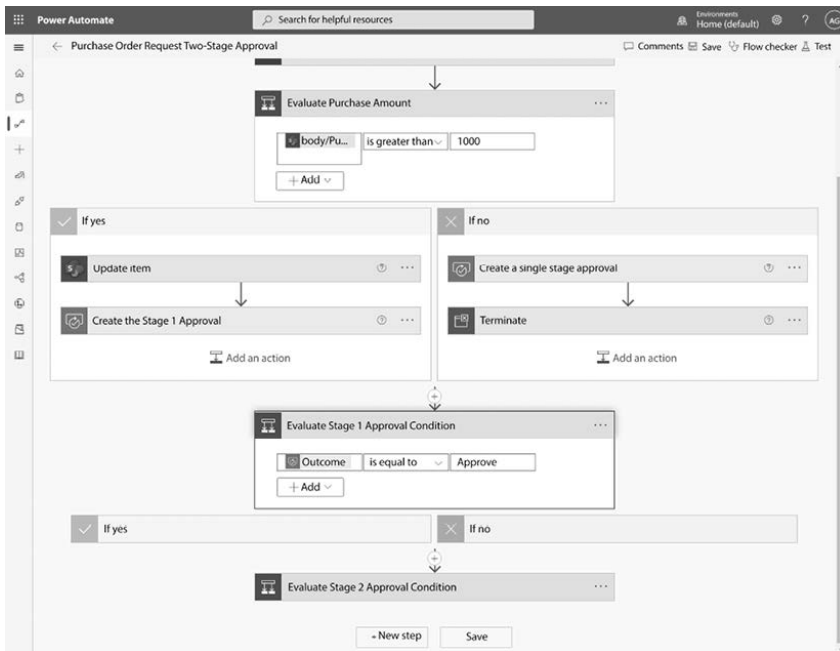 Power Automate
Search for helpful resources
Environments
Home (default)
?
AG
Purchase Order Request Two-Stage Approval
Comments Save Flow checker Test
Evaluate Purchase Amount
body/Pu... is greater than 1000
+ Add
If yes
If no
Update item
Create a single stage approval
Create the Stage 1 Approval
Terminate
Add an action
Add an action
Evaluate Stage 1 Approval Condition
Outcome is equal to Approve
+ Add
If yes
If no
Evaluate Stage 2 Approval Condition
+ New step
Save